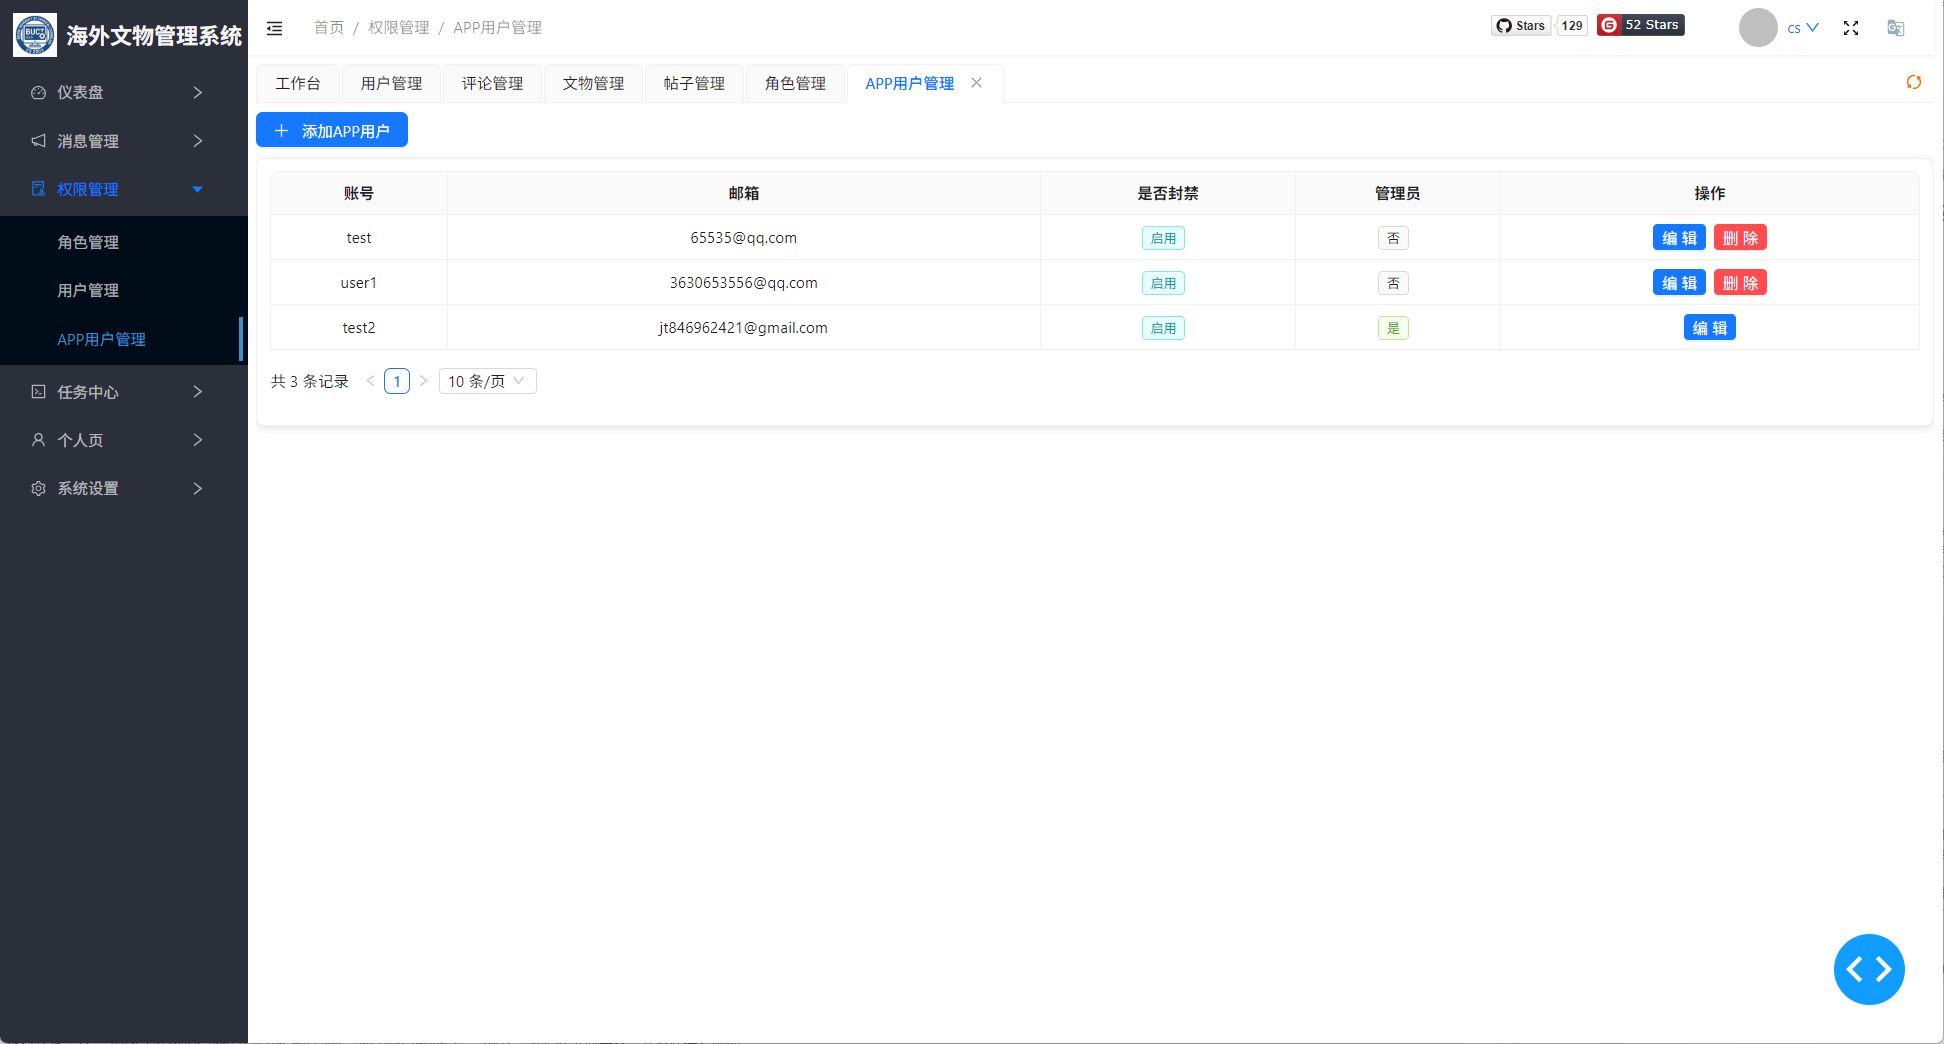 海外文物管理系统
仪表盘
消息管理
权限管理
角色管理
用户管理
APP用户管理
任务中心
个人页
系统设置
首页 / 权限管理 / APP用户管理
Stars 129
52 Stars
cs
工作台 用户管理 评论管理 文物管理 帖子管理 角色管理 APP用户管理
添加APP用户
账号 邮箱 是否封禁 管理员 操作
test 65535@qq.com 启用 否 编辑 删除
user1 3630653556@qq.com 启用 否 编辑 删除
test2 jt846962421@gmail.com 启用 是 编辑
共 3 条记录 1 10 条/页